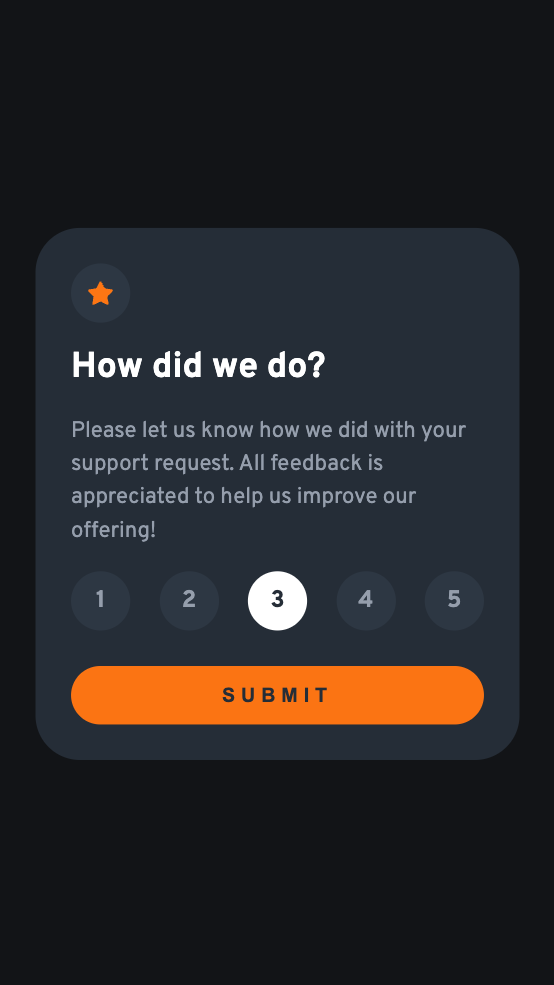 How did we do?
Please let us know how we did with your
support request. All feedback is
appreciated to help us improve our
offering!
1 2 3 4 5
SUBMIT